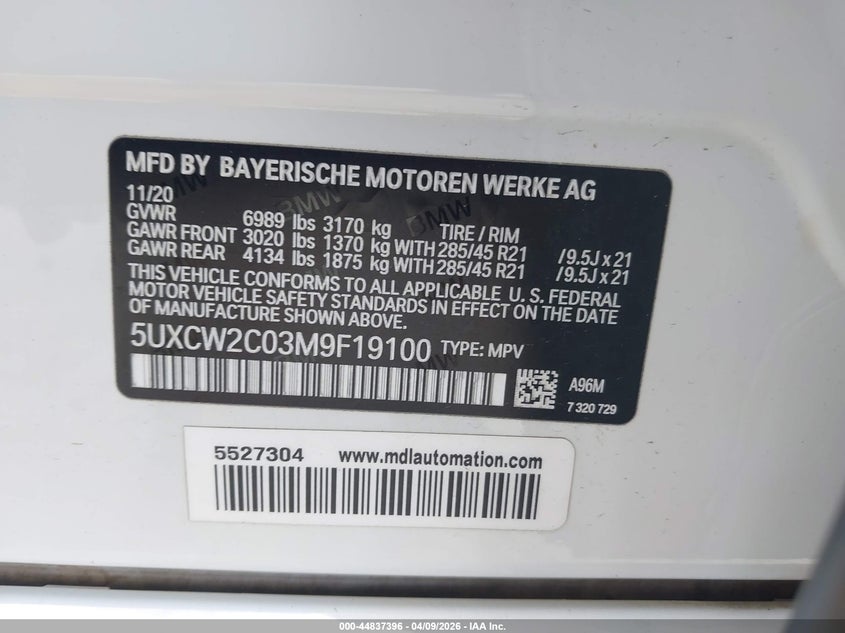 MFD BY BAYERISCHE MOTOREN WERKE AG
11/20
GVWR 6989 lbs 3170 kg TIRE / RIM
GAWR FRONT 3020 lbs 1370 kg WITH 285/45 R21 /9.5J x 21
GAWR REAR 4134 lbs 1875 kg WITH 285/45 R21 /9.5J x 21
THIS VEHICLE CONFORMS TO ALL APPLICABLE U. S. FEDERAL
MOTOR VEHICLE SAFETY STANDARDS IN EFFECT ON THE DATE
OF MANUFACTURE SHOWN ABOVE.
5UXCW2C03M9F19100 TYPE: MPV
A96M
7 320 729
BMW
BMW
BMW
5527304 www.mdlautomation.com
000-44837396 - 04/09/2026 - IAA Inc.